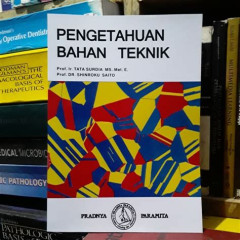 PENGETAHUAN
BAHAN TEKNIK
Prof. Ir. TATA SURDIA MS. Met. E.
Prof. DR. SHINROKU SAITO
PRADNYA PARAMITA
Operative Dentistry
PHARMACOLOGICAL
BASIS OF
THERAPEUTICS
MEDICAL MICROBIO
PATHOLOGY